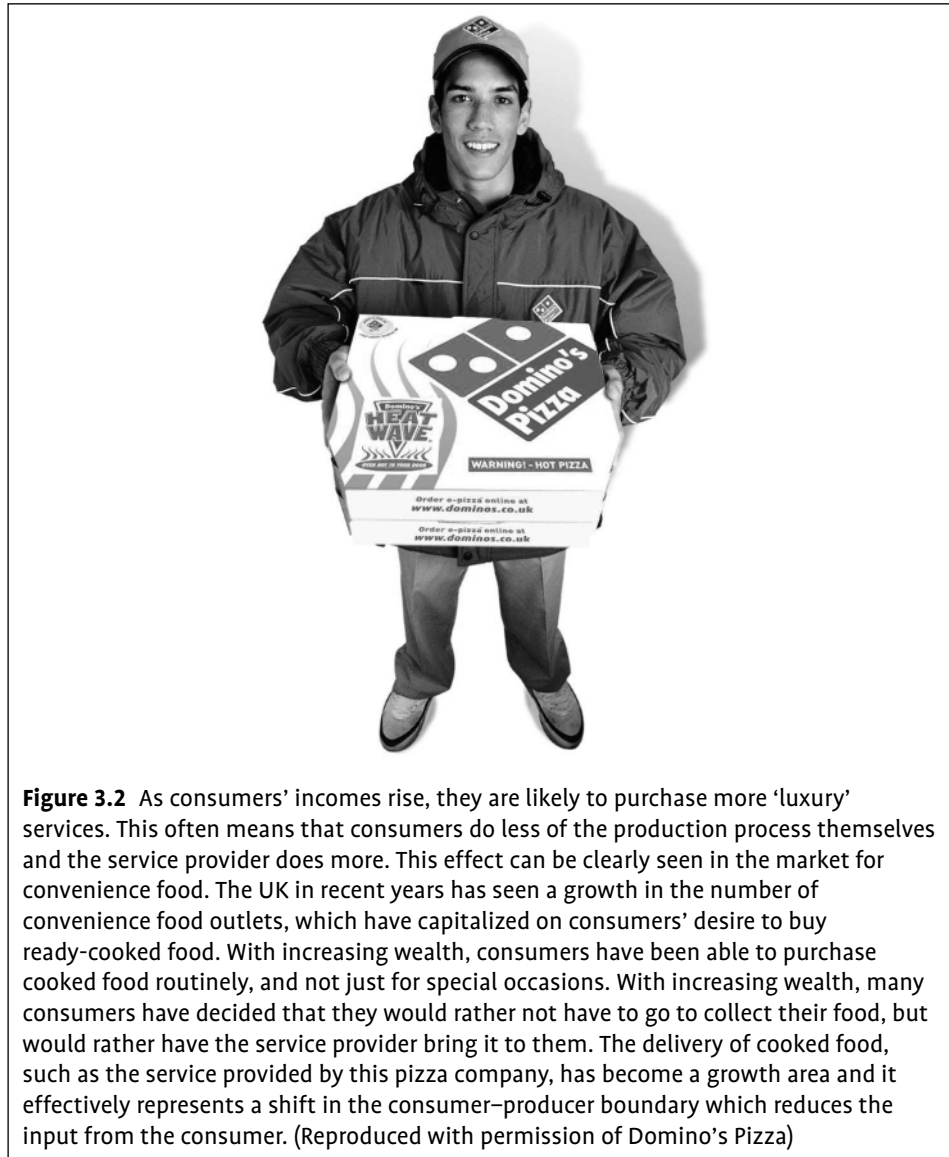 Domino's
Pizza
Domino's
HEAT
WAVE
WARNING! - HOT PIZZA
Order e-pizza online at
www.dominos.co.uk
Order e-pizza online at
www.dominos.co.uk
Figure 3.2 As consumers’ incomes rise, they are likely to purchase more ‘luxury’
services. This often means that consumers do less of the production process themselves
and the service provider does more. This effect can be clearly seen in the market for
convenience food. The UK in recent years has seen a growth in the number of
convenience food outlets, which have capitalized on consumers’ desire to buy
ready-cooked food. With increasing wealth, consumers have been able to purchase
cooked food routinely, and not just for special occasions. With increasing wealth, many
consumers have decided that they would rather not have to go to collect their food, but
would rather have the service provider bring it to them. The delivery of cooked food,
such as the service provided by this pizza company, has become a growth area and it
effectively represents a shift in the consumer–producer boundary which reduces the
input from the consumer. (Reproduced with permission of Domino’s Pizza)